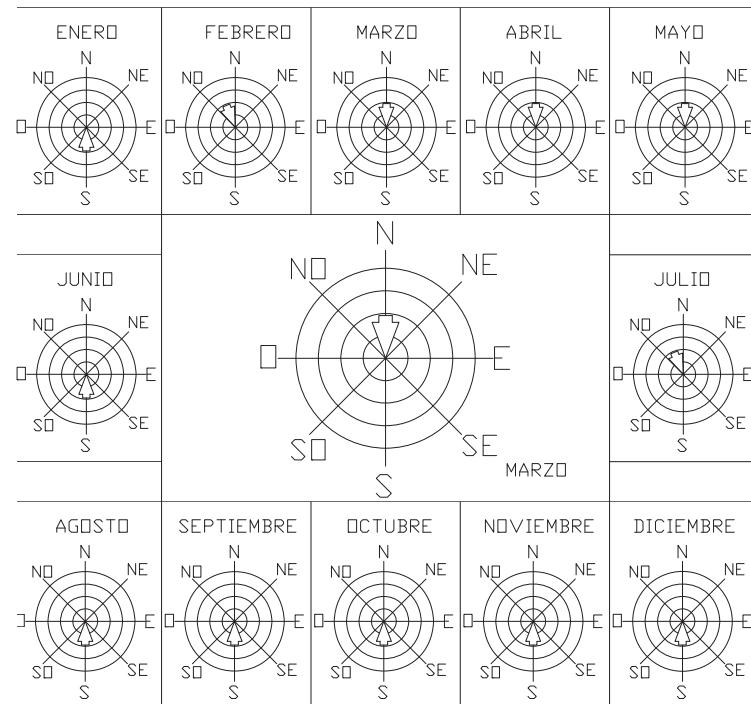 ENERO
N
NO NE
O E
SO SE
S
FEBRERO
N
NO NE
O E
SO SE
S
MARZO
N
NO NE
O E
SO SE
S
ABRIL
N
NO NE
O E
SO SE
S
MAYO
N
NO NE
O E
SO SE
S
JUNIO
N
NO NE
O E
SO SE
S
N
NO NE
O E
SO SE
S
MARZO
JULIO
N
NO NE
O E
SO SE
S
AGOSTO
N
NO NE
O E
SO SE
S
SEPTIEMBRE
N
NO NE
O E
SO SE
S
OCTUBRE
N
NO NE
O E
SO SE
S
NOVIEMBRE
N
NO NE
O E
SO SE
S
DICIEMBRE
N
NO NE
O E
SO SE
S